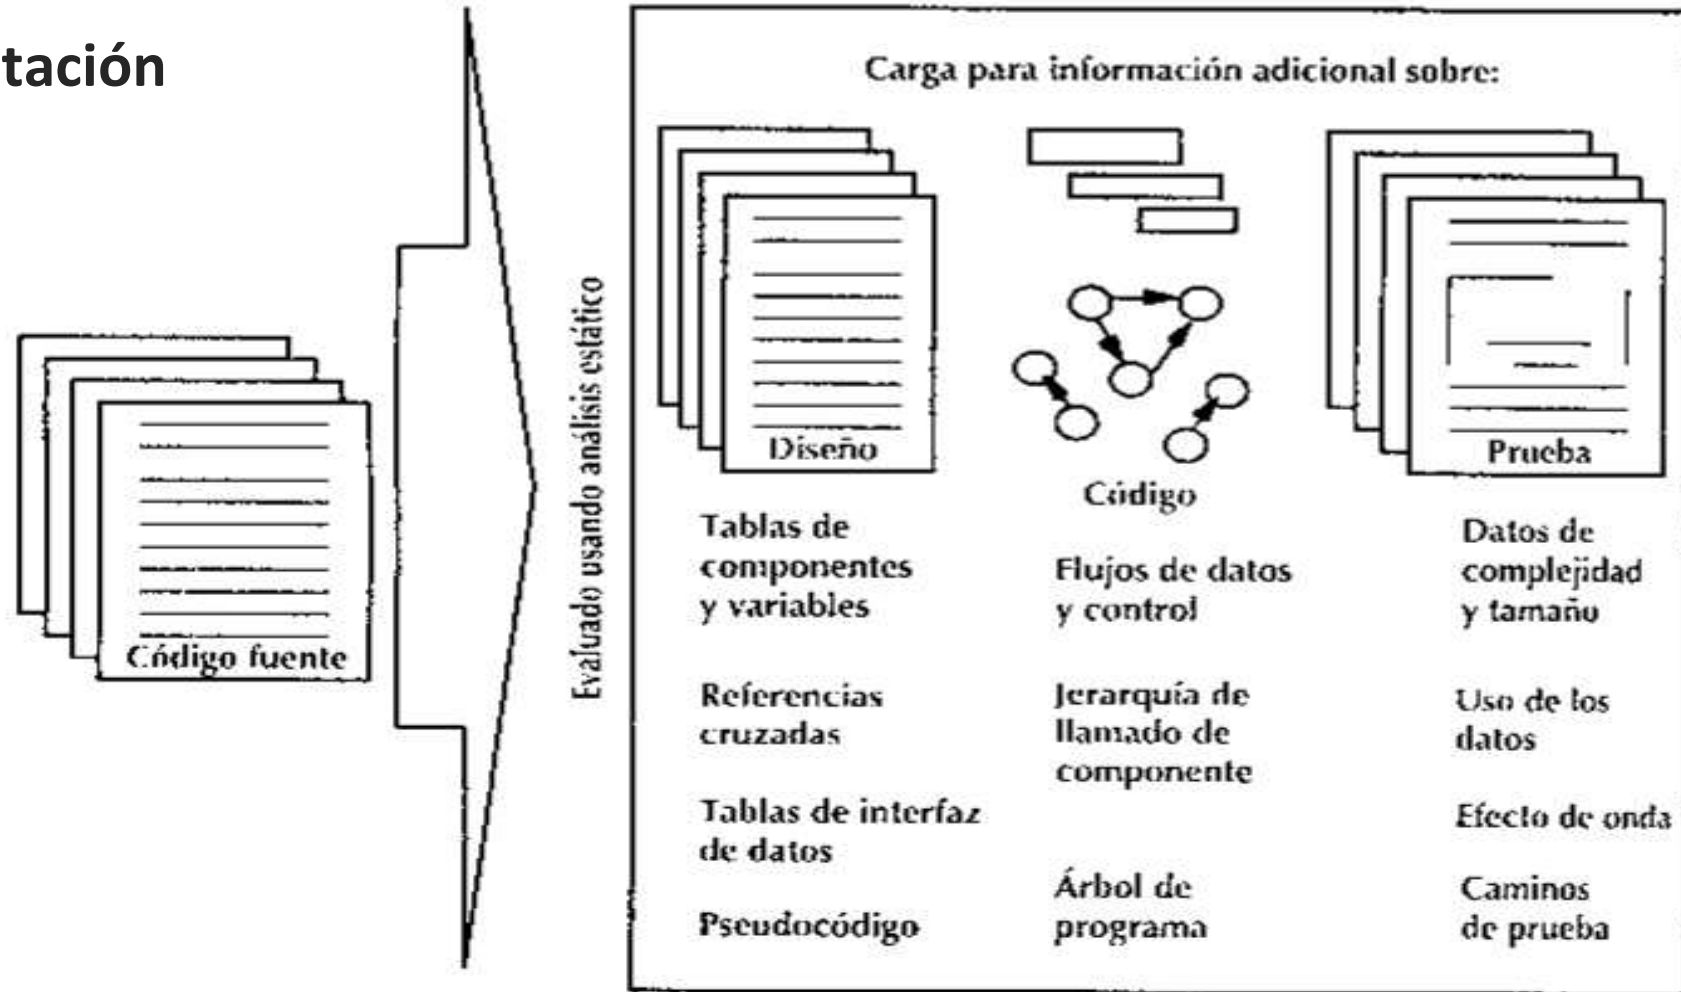 tación
Carga para información adicional sobre:
Evaluado usando análisis estático
Código fuente
Diseño
Tablas de
componentes
y variables
Referencias
cruzadas
Tablas de interfaz
de datos
Pseudocódigo
Código
Flujos de datos
y control
Jerarquía de
llamado de
componente
Árbol de
programa
Prueba
Datos de
complejidad
y tamaño
Uso de los
datos
Efecto de onda
Caminos
de prueba